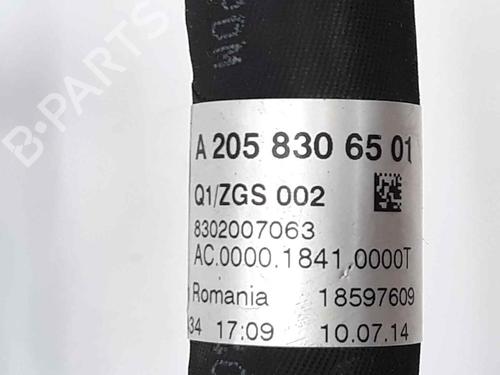 A 205 830 65 01
Q1/ZGS 002
8302007063
AC.0000.1841.0000T
Romania 18597609
34 17:09 10.07.14
B-PARTS